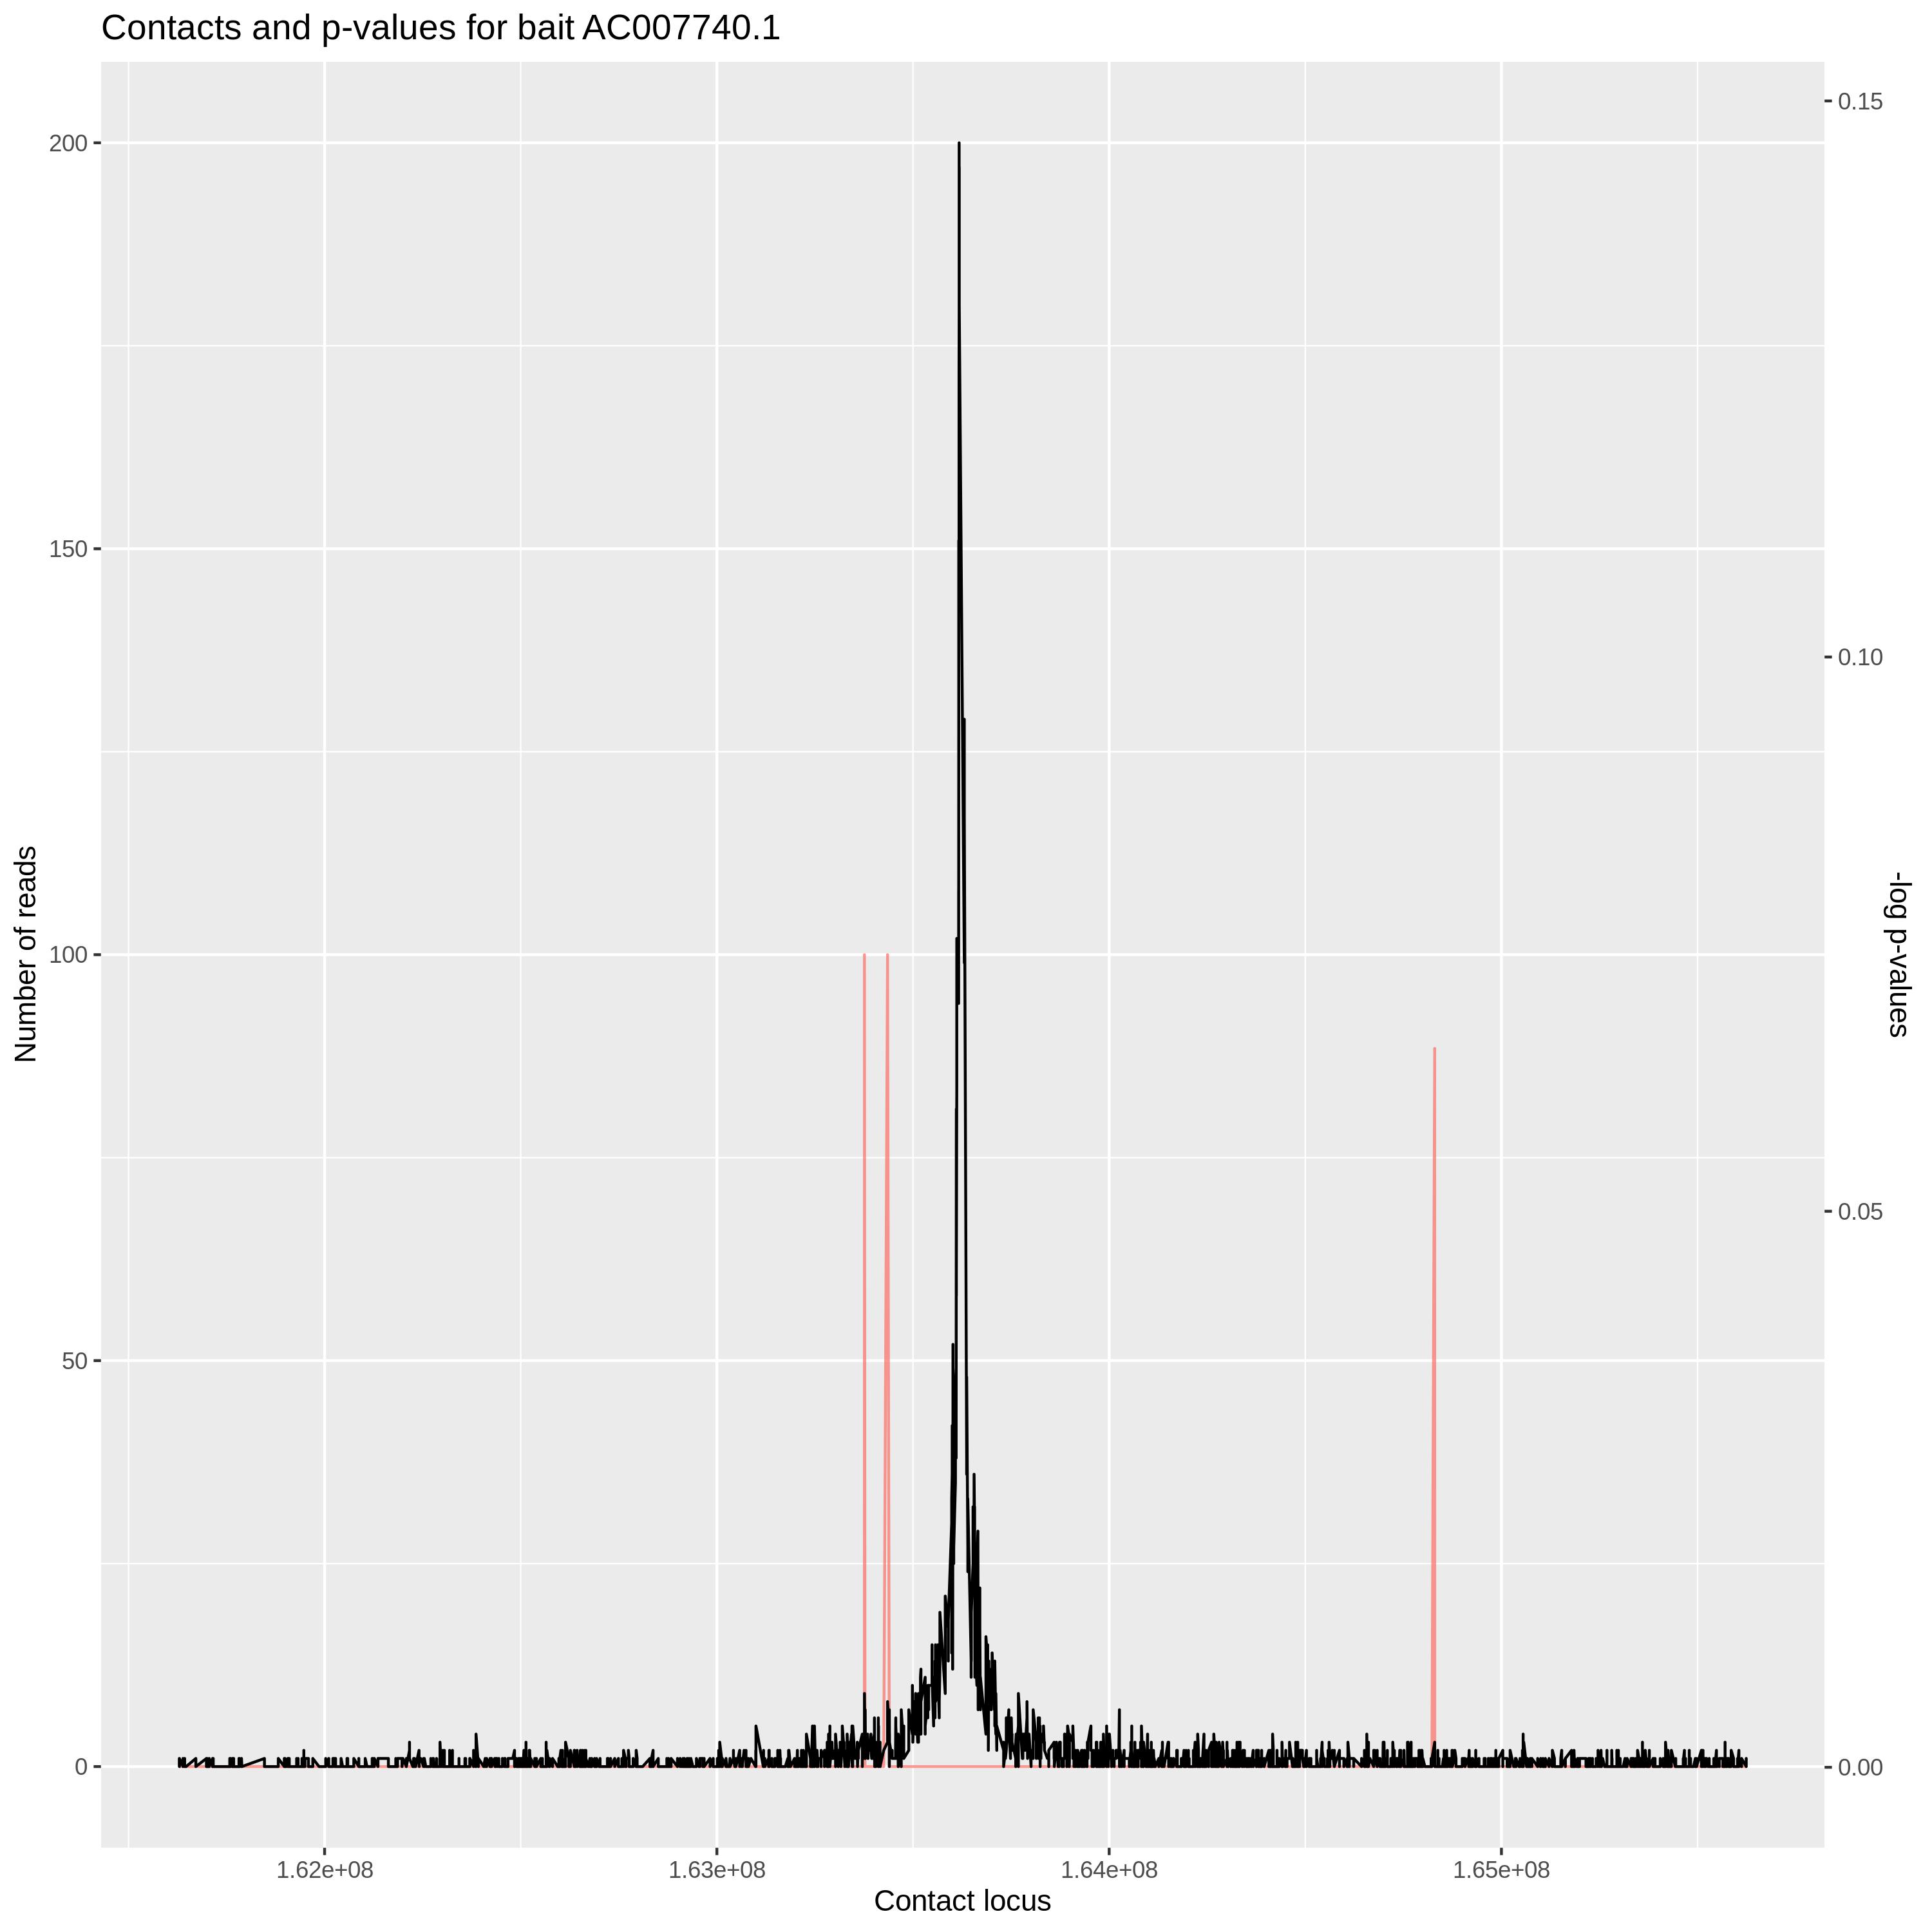 Contacts and p-values for bait AC007740.1
200
150
100
50
0
Number of reads
0.15
0.10
0.05
0.00
-log p-values
1.62e+08
1.63e+08
1.64e+08
1.65e+08
Contact locus